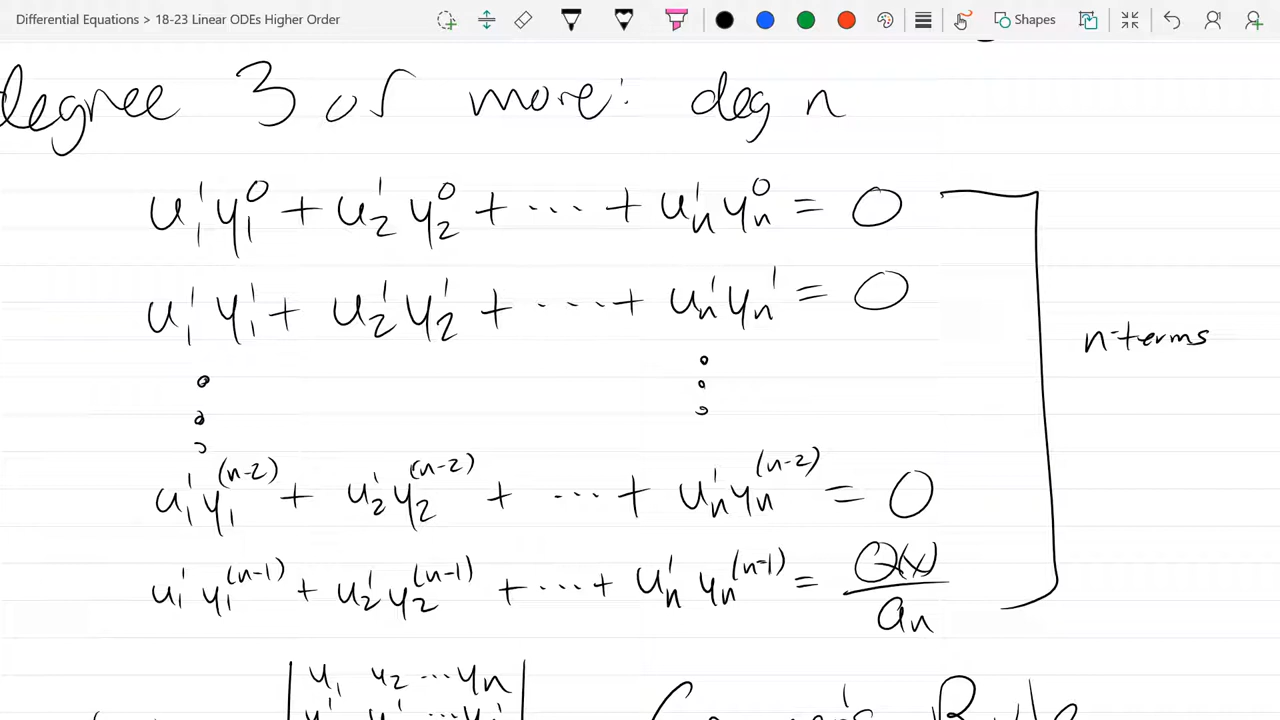 Differential Equations > 18-23 Linear ODEs Higher Order
Shapes
degree 3 or more: deg n
u₁' y₁⁰ + u₂' y₂⁰ + ... + uₙ' yₙ⁰ = 0
u₁' y₁' + u₂' y₂' + ... + uₙ' yₙ' = 0
n-terms
u₁' y₁⁽ⁿ⁻²⁾ + u₂' y₂⁽ⁿ⁻²⁾ + ... + uₙ' yₙ⁽ⁿ⁻²⁾ = 0
u₁' y₁⁽ⁿ⁻¹⁾ + u₂' y₂⁽ⁿ⁻¹⁾ + ... + uₙ' yₙ⁽ⁿ⁻¹⁾ = Q(x)/aₙ
| y₁ y₂ ... yₙ |
Cramer's Rule